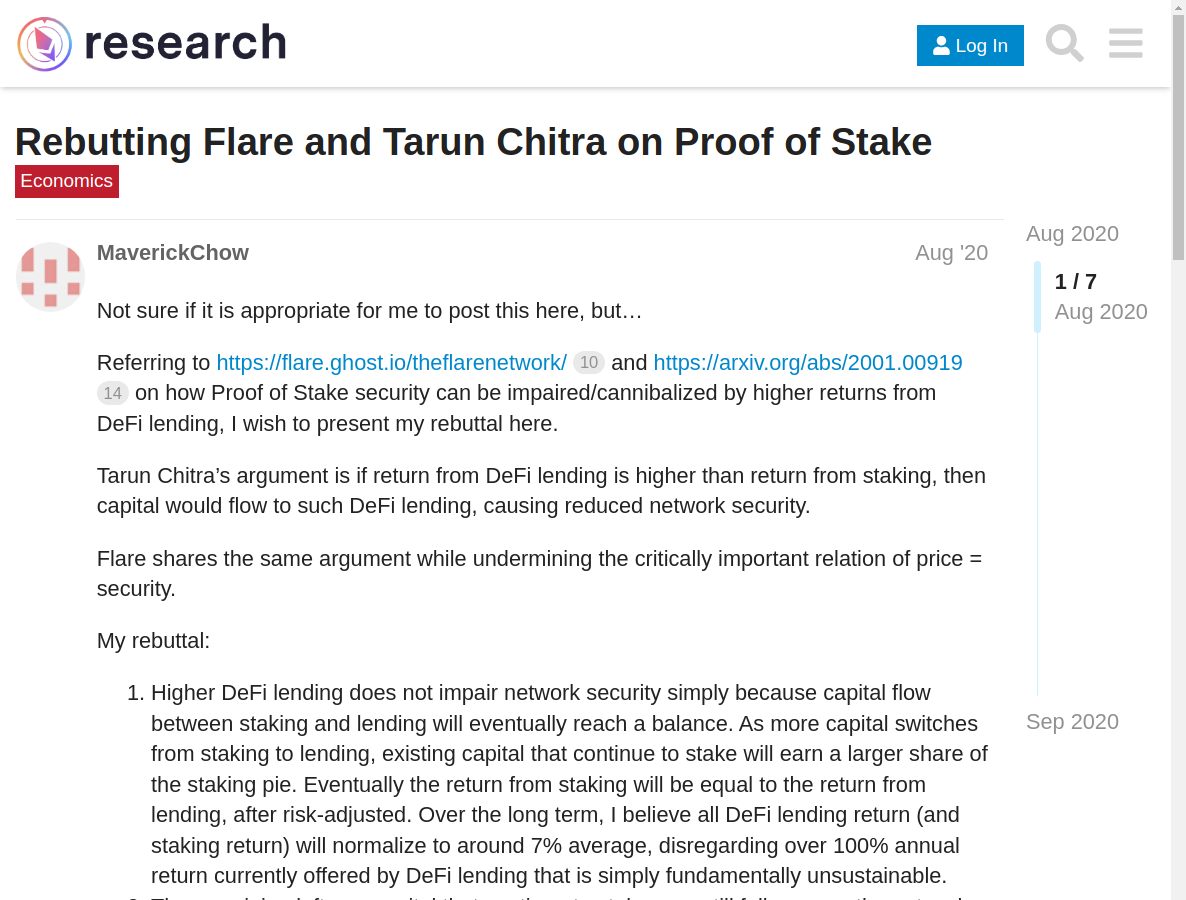 research
Log In
Rebutting Flare and Tarun Chitra on Proof of Stake
Economics
MaverickChow
Aug '20
Aug 2020
1 / 7
Aug 2020
Not sure if it is appropriate for me to post this here, but…
Referring to https://flare.ghost.io/theflarenetwork/ 10 and https://arxiv.org/abs/2001.00919
14 on how Proof of Stake security can be impaired/cannibalized by higher returns from
DeFi lending, I wish to present my rebuttal here.
Tarun Chitra’s argument is if return from DeFi lending is higher than return from staking, then
capital would flow to such DeFi lending, causing reduced network security.
Flare shares the same argument while undermining the critically important relation of price =
security.
My rebuttal:
1. Higher DeFi lending does not impair network security simply because capital flow
between staking and lending will eventually reach a balance. As more capital switches
from staking to lending, existing capital that continue to stake will earn a larger share of
the staking pie. Eventually the return from staking will be equal to the return from
lending, after risk-adjusted. Over the long term, I believe all DeFi lending return (and
staking return) will normalize to around 7% average, disregarding over 100% annual
return currently offered by DeFi lending that is simply fundamentally unsustainable.
Sep 2020